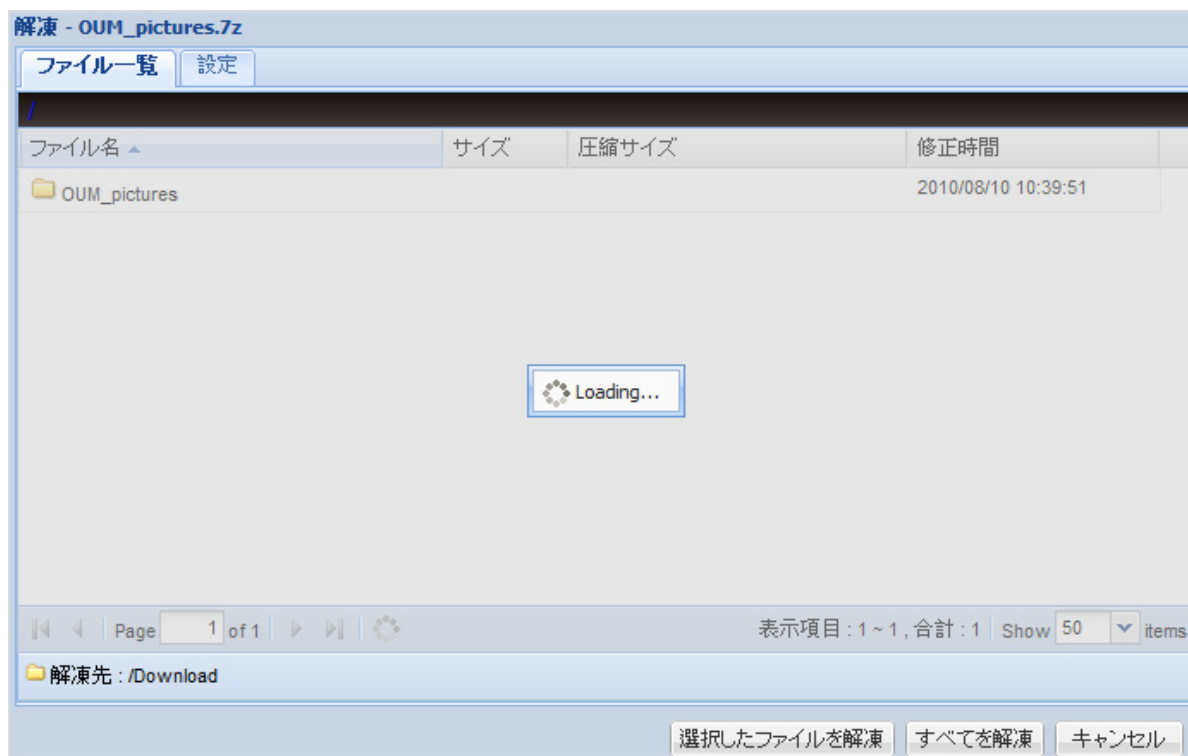 解凍 - OUM_pictures.7z
ファイル一覧 設定
/
ファイル名 サイズ 圧縮サイズ 修正時間
OUM_pictures 2010/08/10 10:39:51
Loading...
Page 1 of 1 表示項目 : 1 ~ 1 , 合計 : 1 Show 50 items
解凍先 : /Download
選択したファイルを解凍 すべてを解凍 キャンセル